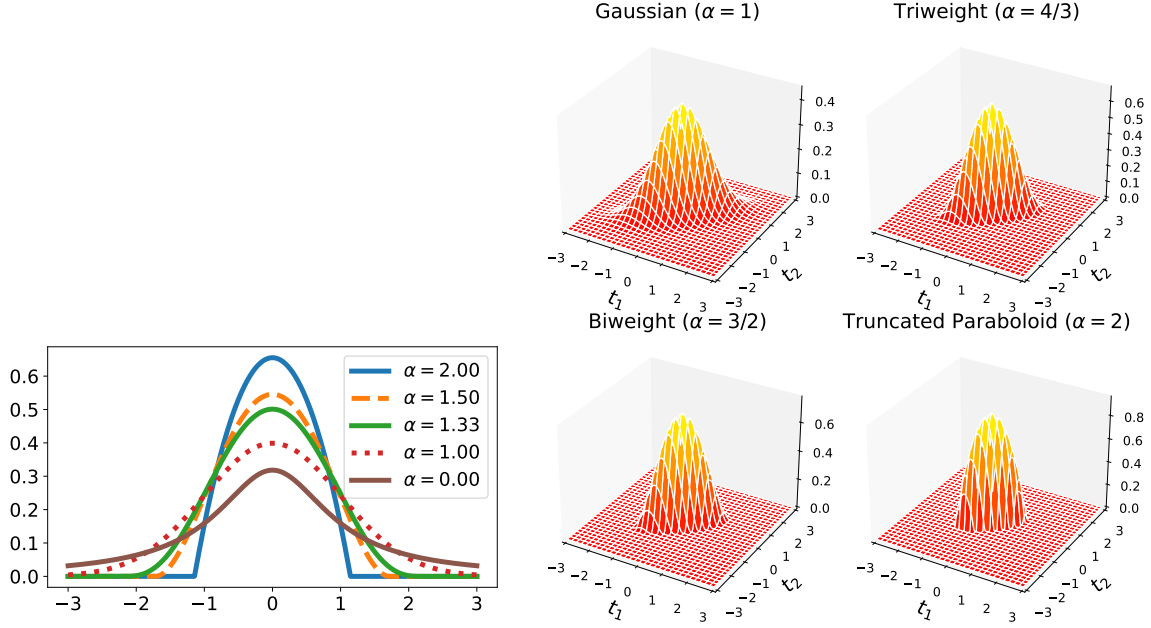 Gaussian (α = 1)
0.4
0.3
0.2
0.1
0.0
−3 −2 −1 0 1 2 3
t1
−3 −2 −1 0 1 2 3
t2
Triweight (α = 4/3)
0.6
0.5
0.4
0.3
0.2
0.1
0.0
−3 −2 −1 0 1 2 3
t1
−3 −2 −1 0 1 2 3
t2
0.6
0.5
0.4
0.3
0.2
0.1
0.0
−3 −2 −1 0 1 2 3
α = 2.00
α = 1.50
α = 1.33
α = 1.00
α = 0.00
Biweight (α = 3/2)
0.6
0.4
0.2
0.0
−3 −2 −1 0 1 2 3
t1
−3 −2 −1 0 1 2 3
t2
Truncated Paraboloid (α = 2)
0.8
0.6
0.4
0.2
0.0
−3 −2 −1 0 1 2 3
t1
−3 −2 −1 0 1 2 3
t2